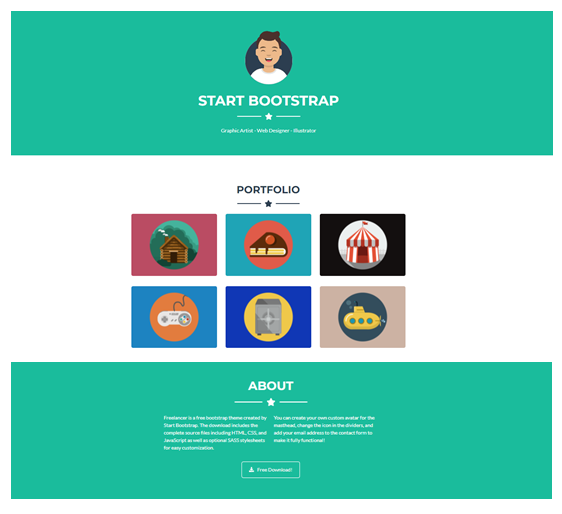 START BOOTSTRAP
Graphic Artist - Web Designer - Illustrator
PORTFOLIO
ABOUT
Freelancer is a free bootstrap theme created by
Start Bootstrap. The download includes the
complete source files including HTML, CSS, and
JavaScript as well as optional SASS stylesheets
for easy customization.
You can create your own custom avatar for the
masthead, change the icon in the dividers, and
add your email address to the contact form to
make it fully functional!
Free Download!